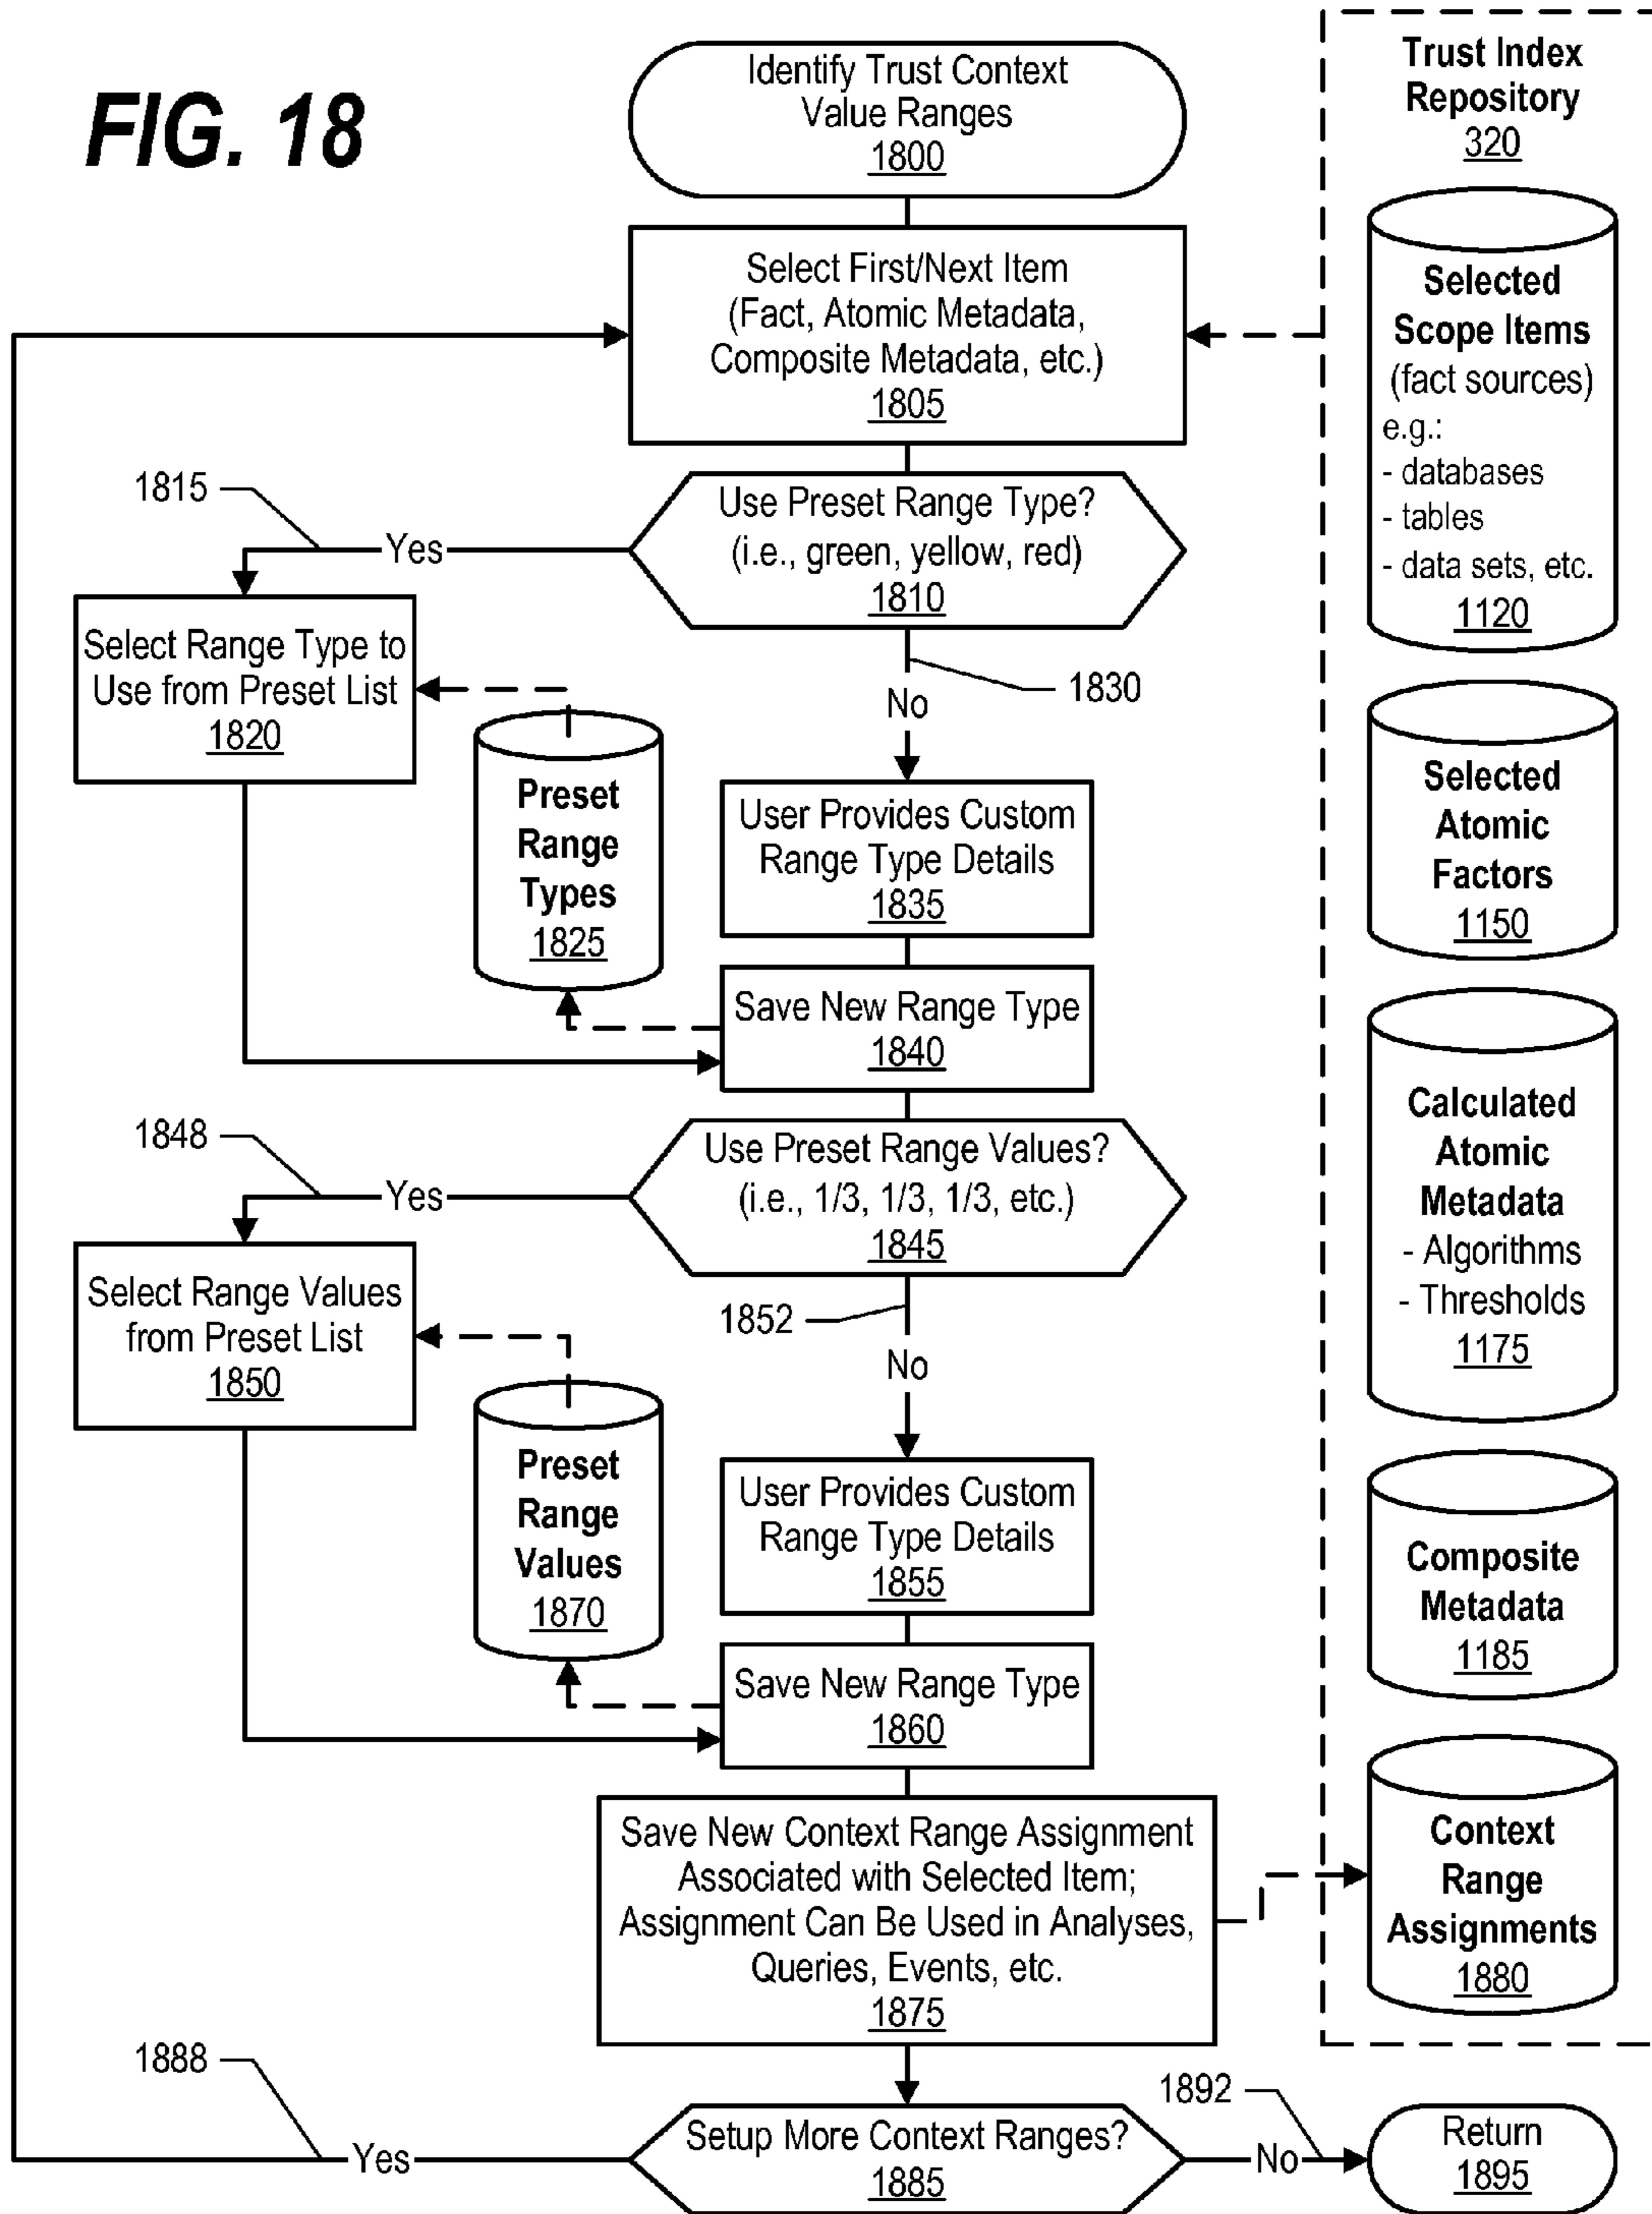 FIG. 18
Identify Trust Context
Value Ranges
1800
Select First/Next Item
(Fact, Atomic Metadata,
Composite Metadata, etc.)
1805
1815
Yes
Use Preset Range Type?
(i.e., green, yellow, red)
1810
Select Range Type to
Use from Preset List
1820
Preset
Range
Types
1825
1830
No
User Provides Custom
Range Type Details
1835
Save New Range Type
1840
1848
Yes
Use Preset Range Values?
(i.e., 1/3, 1/3, 1/3, etc.)
1845
Select Range Values
from Preset List
1850
Preset
Range
Values
1870
1852
No
User Provides Custom
Range Type Details
1855
Save New Range Type
1860
Save New Context Range Assignment
Associated with Selected Item;
Assignment Can Be Used in Analyses,
Queries, Events, etc.
1875
1888
Yes
Setup More Context Ranges?
1885
1892
No
Return
1895
Trust Index
Repository
320
Selected
Scope Items
(fact sources)
e.g.:
- databases
- tables
- data sets, etc.
1120
Selected
Atomic
Factors
1150
Calculated
Atomic
Metadata
- Algorithms
- Thresholds
1175
Composite
Metadata
1185
Context
Range
Assignments
1880